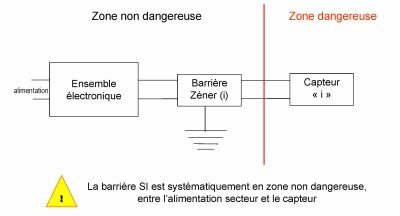 Zone non dangereuse
Zone dangereuse
alimentation
Ensemble
électronique
Barrière
Zéner (i)
Capteur
« i »
!
La barrière SI est systématiquement en zone non dangereuse,
entre l'alimentation secteur et le capteur